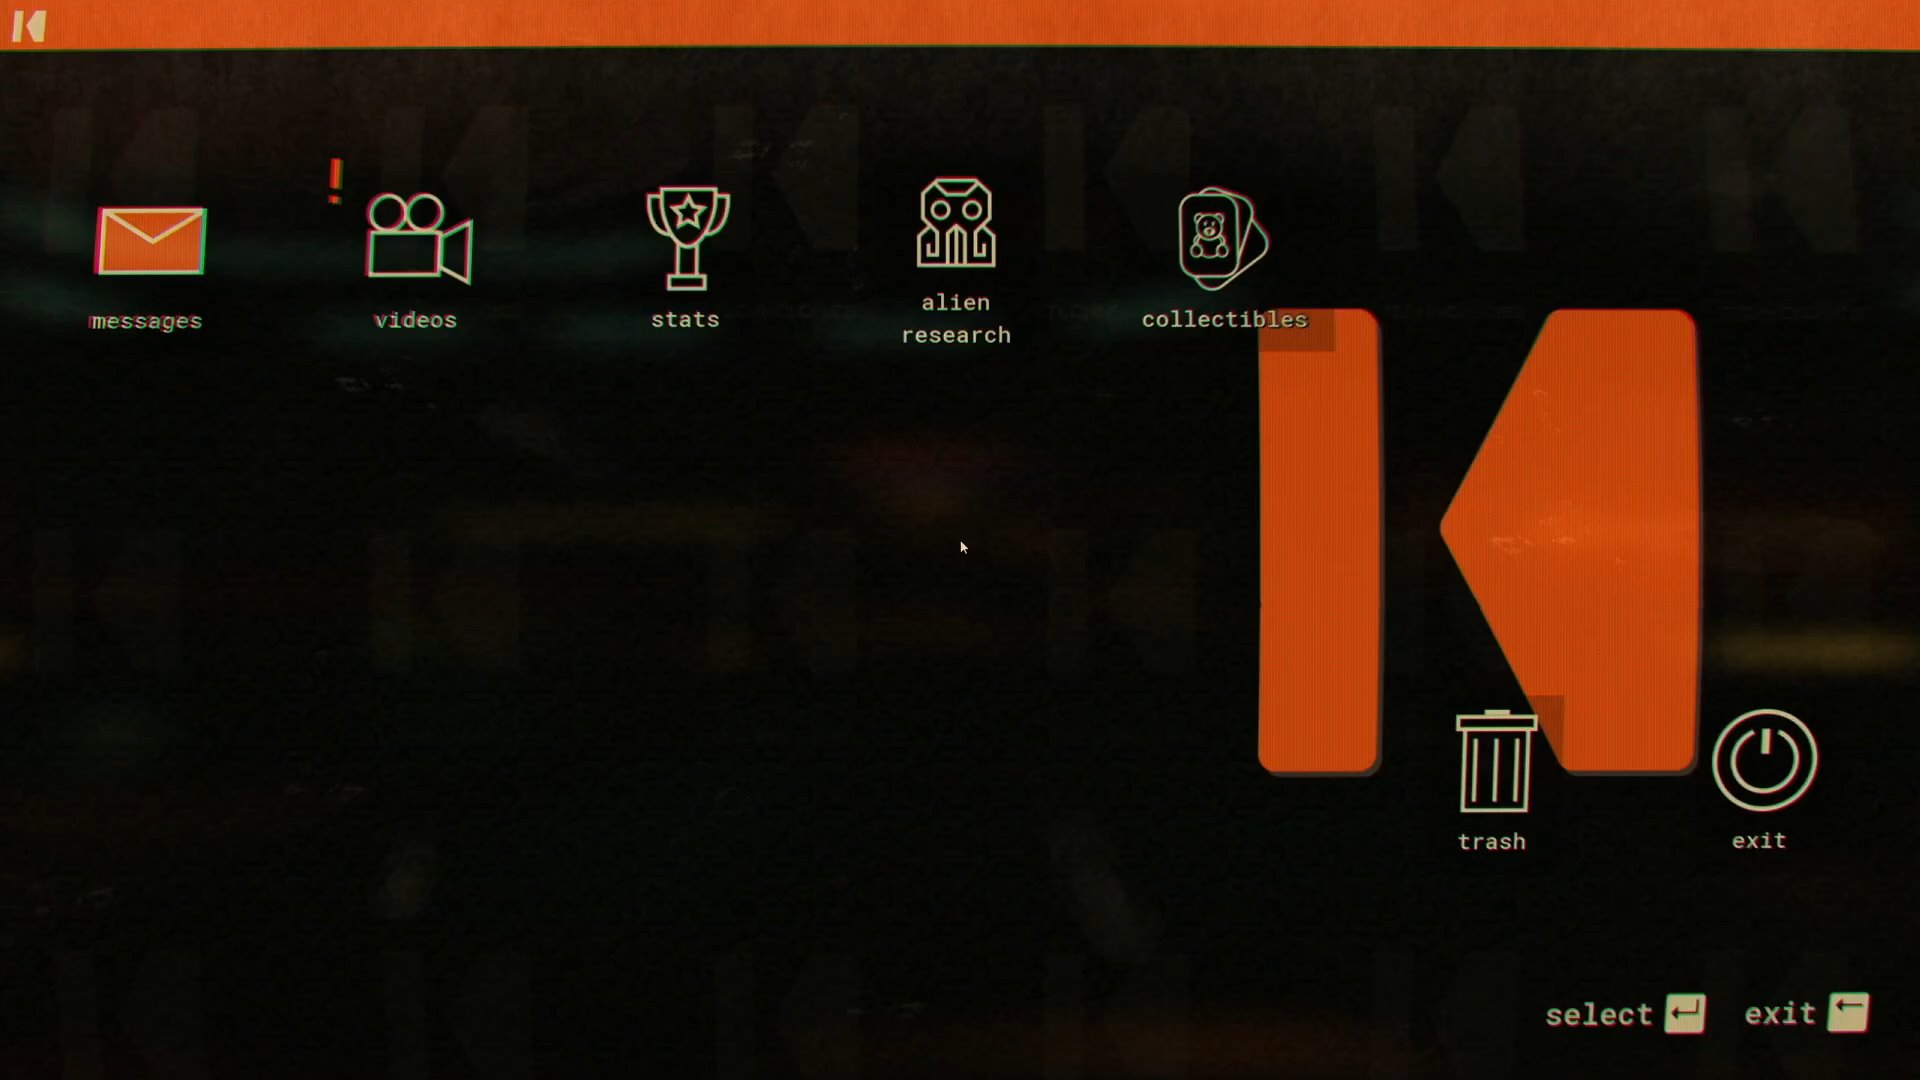 messages
videos
stats
alien
research
collectibles
trash
exit
select
exit